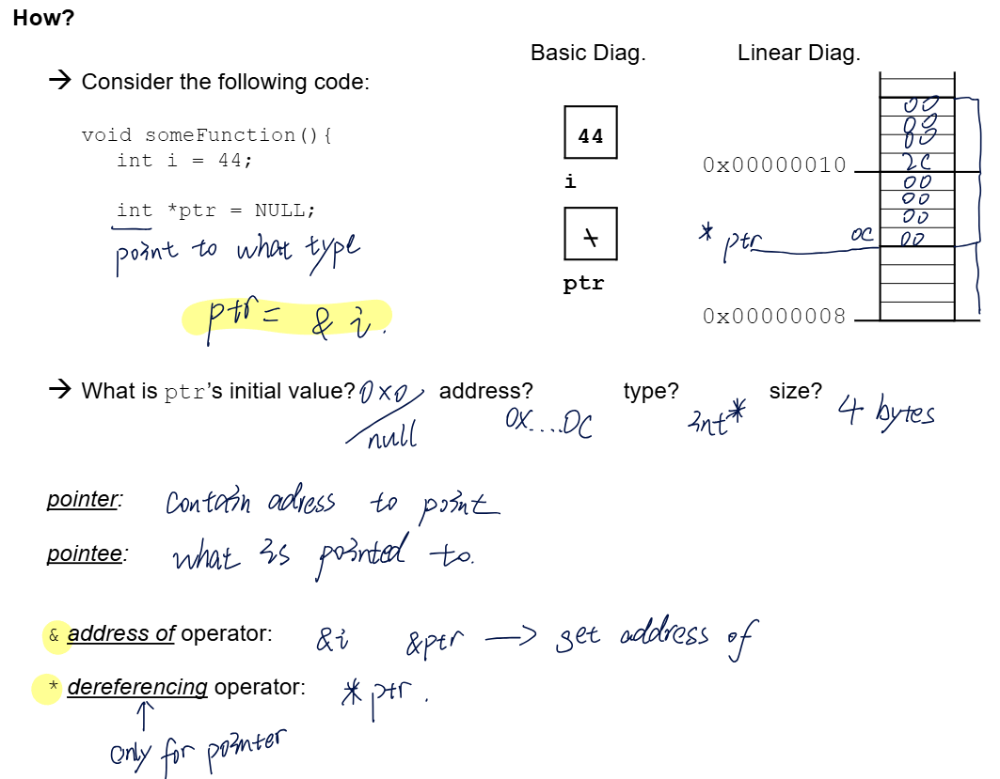 How?
Basic Diag. Linear Diag.
→ Consider the following code:
void someFunction(){
int i = 44;
int *ptr = NULL;
point to what type
ptr = & i.
44
i
ptr
00
00
00
0x00000010 2C
00
00
00
* ptr 0C 00
0x00000008
→ What is ptr's initial value? 0x0 / null address? 0x....0C type? int* size? 4 bytes
pointer: contain adress to point
pointee: what is pointed to.
& address of operator: &i &ptr → get address of
* dereferencing operator: *ptr.
↑
only for pointer